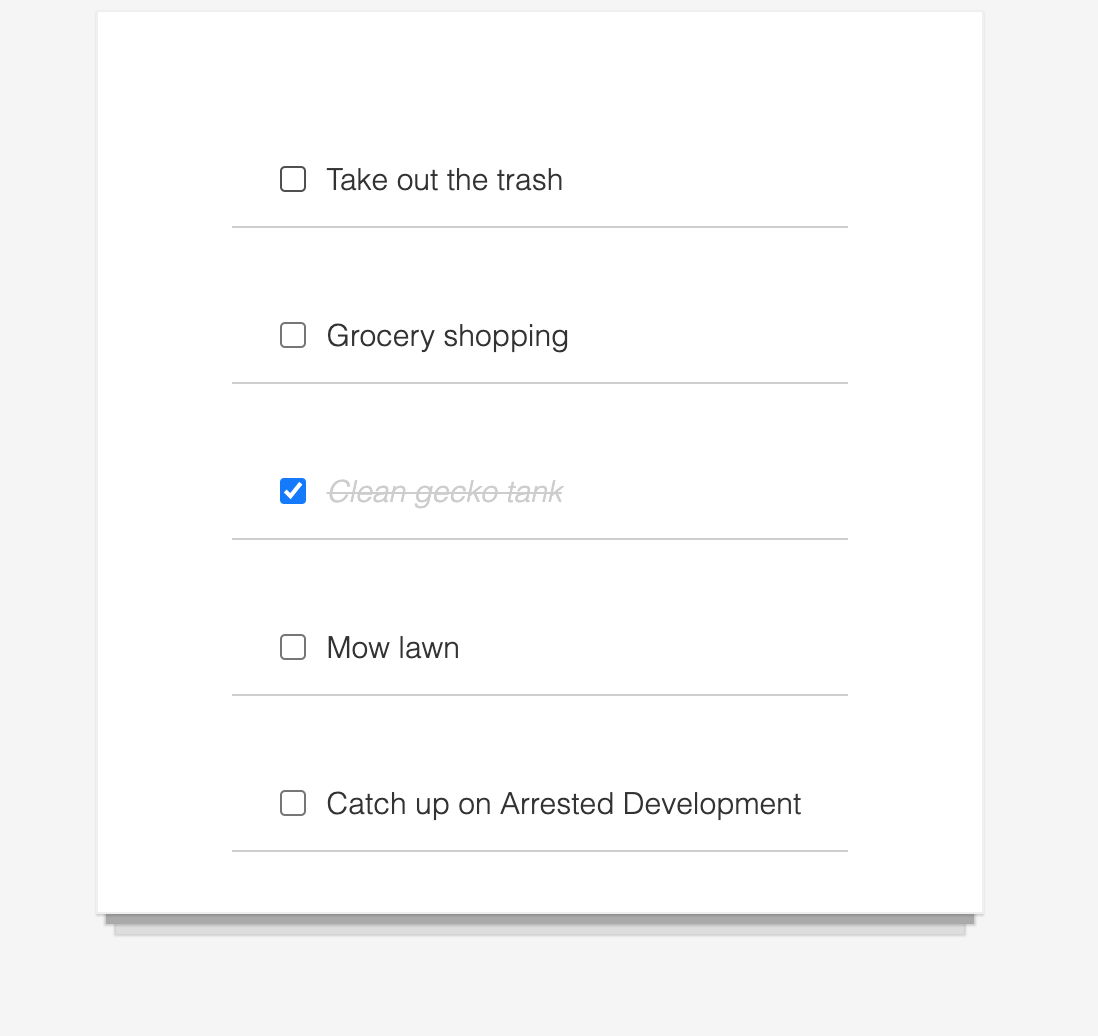 Take out the trash
Grocery shopping
Clean gecko tank
Mow lawn
Catch up on Arrested Development